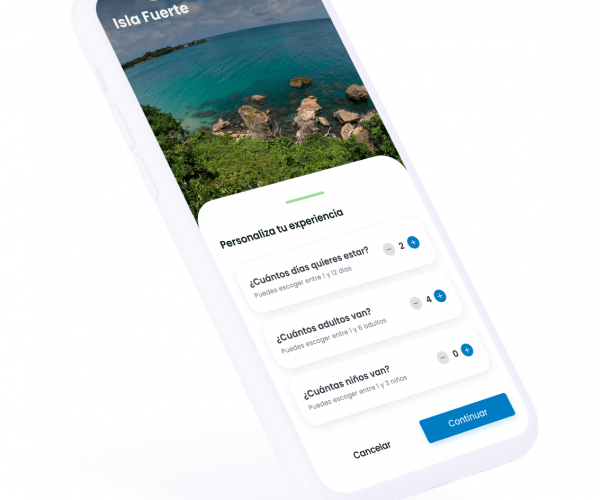 Isla Fuerte
Personaliza tu experiencia
¿Cuántos días quieres estar?
Puedes escoger entre 1 y 12 días
− 2 +
¿Cuántos adultos van?
Puedes escoger entre 1 y 6 adultos
− 4 +
¿Cuántas niños van?
Puedes escoger entre 1 y 3 niños
− 0 +
Cancelar
Continuar